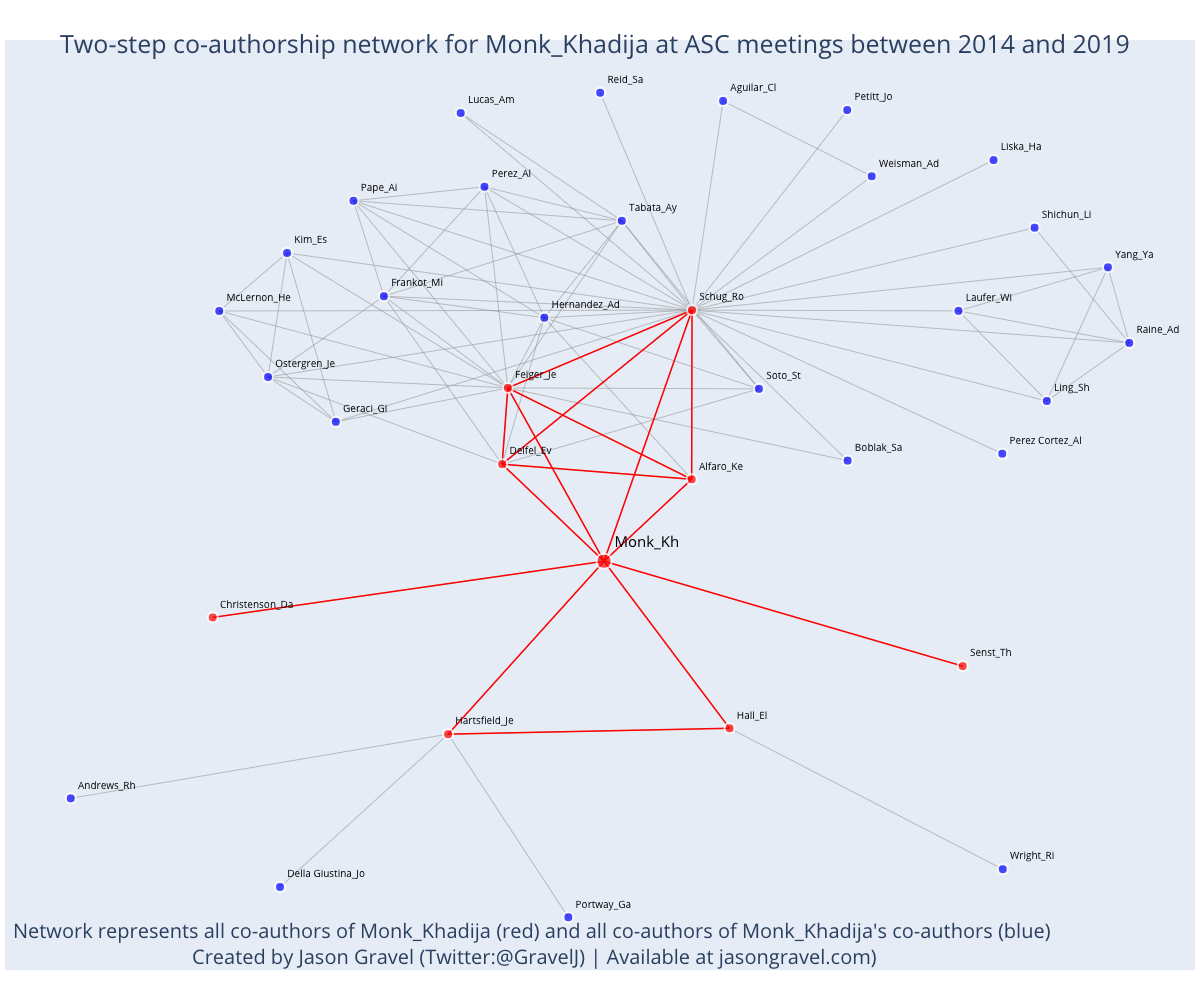 Two-step co-authorship network for Monk_Khadija at ASC meetings between 2014 and 2019
Reid_Sa
Aguilar_Cl
Petitt_Jo
Lucas_Am
Liska_Ha
Weisman_Ad
Perez_Al
Pape_Ai
Tabata_Ay
Shichun_Li
Kim_Es
Yang_Ya
Frankot_Mi
McLernon_He
Hernandez_Ad
Schug_Ro
Laufer_Wi
Raine_Ad
Ostergren_Je
Feiger_Je
Soto_St
Ling_Sh
Geraci_Gi
Deifel_Ev
Alfaro_Ke
Boblak_Sa
Perez Cortez_Al
Monk_Kh
Christenson_Da
Senst_Th
Hartsfield_Je
Hall_El
Andrews_Rh
Wright_Ri
Della Giustina_Jo
Portway_Ga
Network represents all co-authors of Monk_Khadija (red) and all co-authors of Monk_Khadija's co-authors (blue)
Created by Jason Gravel (Twitter:@GravelJ) | Available at jasongravel.com)